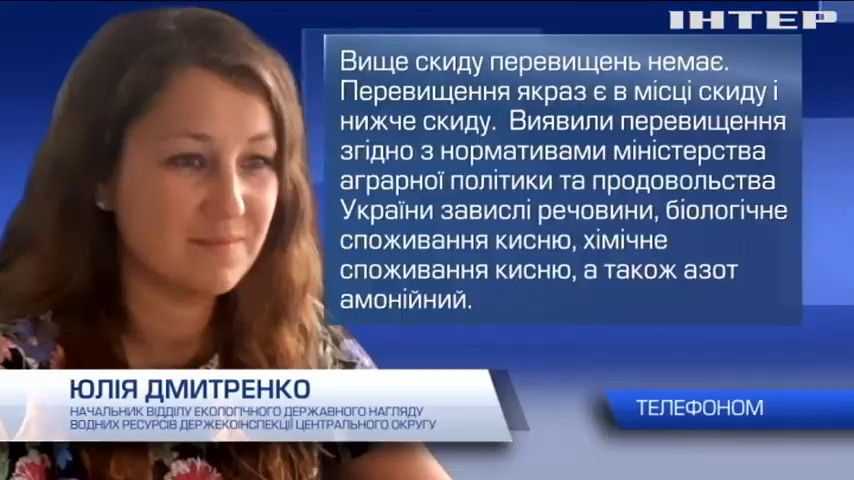 ІНТЕР
Вище скиду перевищень немає.
Перевищення якраз є в місці скиду і
нижче скиду. Виявили перевищення
згідно з нормативами міністерства
аграрної політики та продовольства
України завислі речовини, біологічне
споживання кисню, хімічне
споживання кисню, а також азот
амонійний.
ЮЛІЯ ДМИТРЕНКО
НАЧАЛЬНИК ВІДДІЛУ ЕКОЛОГІЧНОГО ДЕРЖАВНОГО НАГЛЯДУ
ВОДНИХ РЕСУРСІВ ДЕРЖЕКОІНСПЕКЦІЇ ЦЕНТРАЛЬНОГО ОКРУГУ
ТЕЛЕФОНОМ